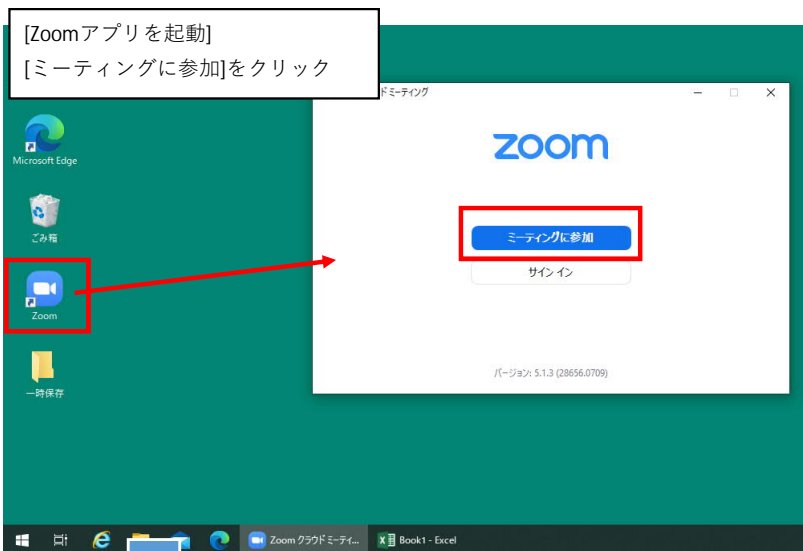 [Zoomアプリを起動]
[ミーティングに参加]をクリック
ドミーティング
zoom
Microsoft Edge
ごみ箱
ミーティングに参加
サイン イン
Zoom
一時保存
バージョン: 5.1.3 (28656.0709)
Zoom クラウド ミーティ...
Book1 - Excel